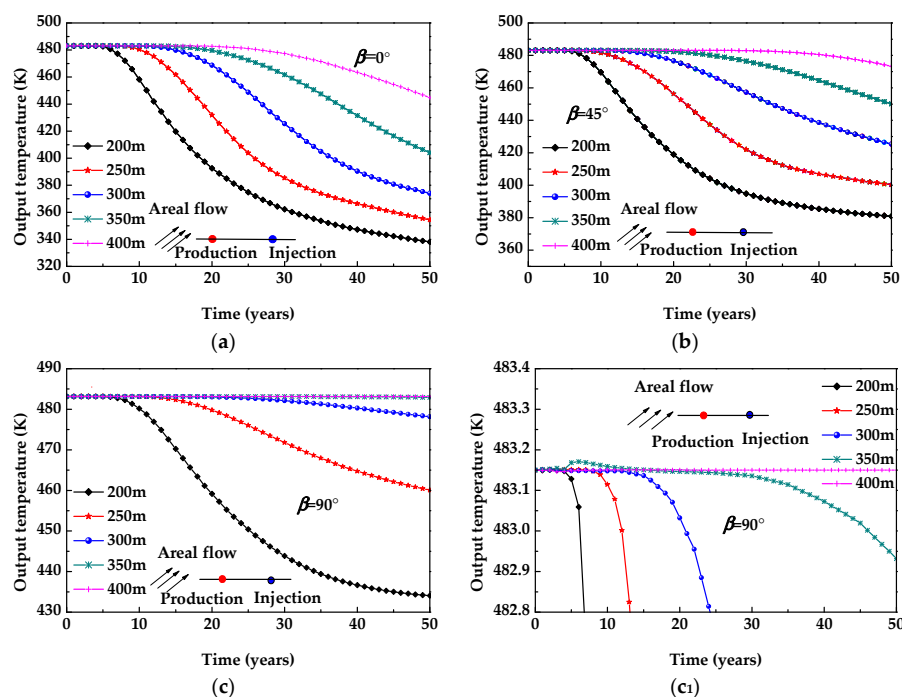 500
480
460
440
420
400
380
360
340
320
Output temperature (K)
β=0°
200m
250m
300m
350m
400m
Areal flow
Production Injection
0 10 20 30 40 50
Time (years)
(a)
500
480
460
440
420
400
380
360
Output temperature (K)
β=45°
200m
250m
300m
350m
400m
Areal flow
Production Injection
0 10 20 30 40 50
Time (years)
(b)
490
480
470
460
450
440
430
Output temperature (K)
β=90°
200m
250m
300m
350m
400m
Areal flow
Production Injection
0 10 20 30 40 50
Time (years)
(c)
483.4
483.3
483.2
483.1
483.0
482.9
482.8
Output temperature (K)
Areal flow
Production Injection
200m
250m
300m
350m
400m
β=90°
0 10 20 30 40 50
Time (years)
(c₁)